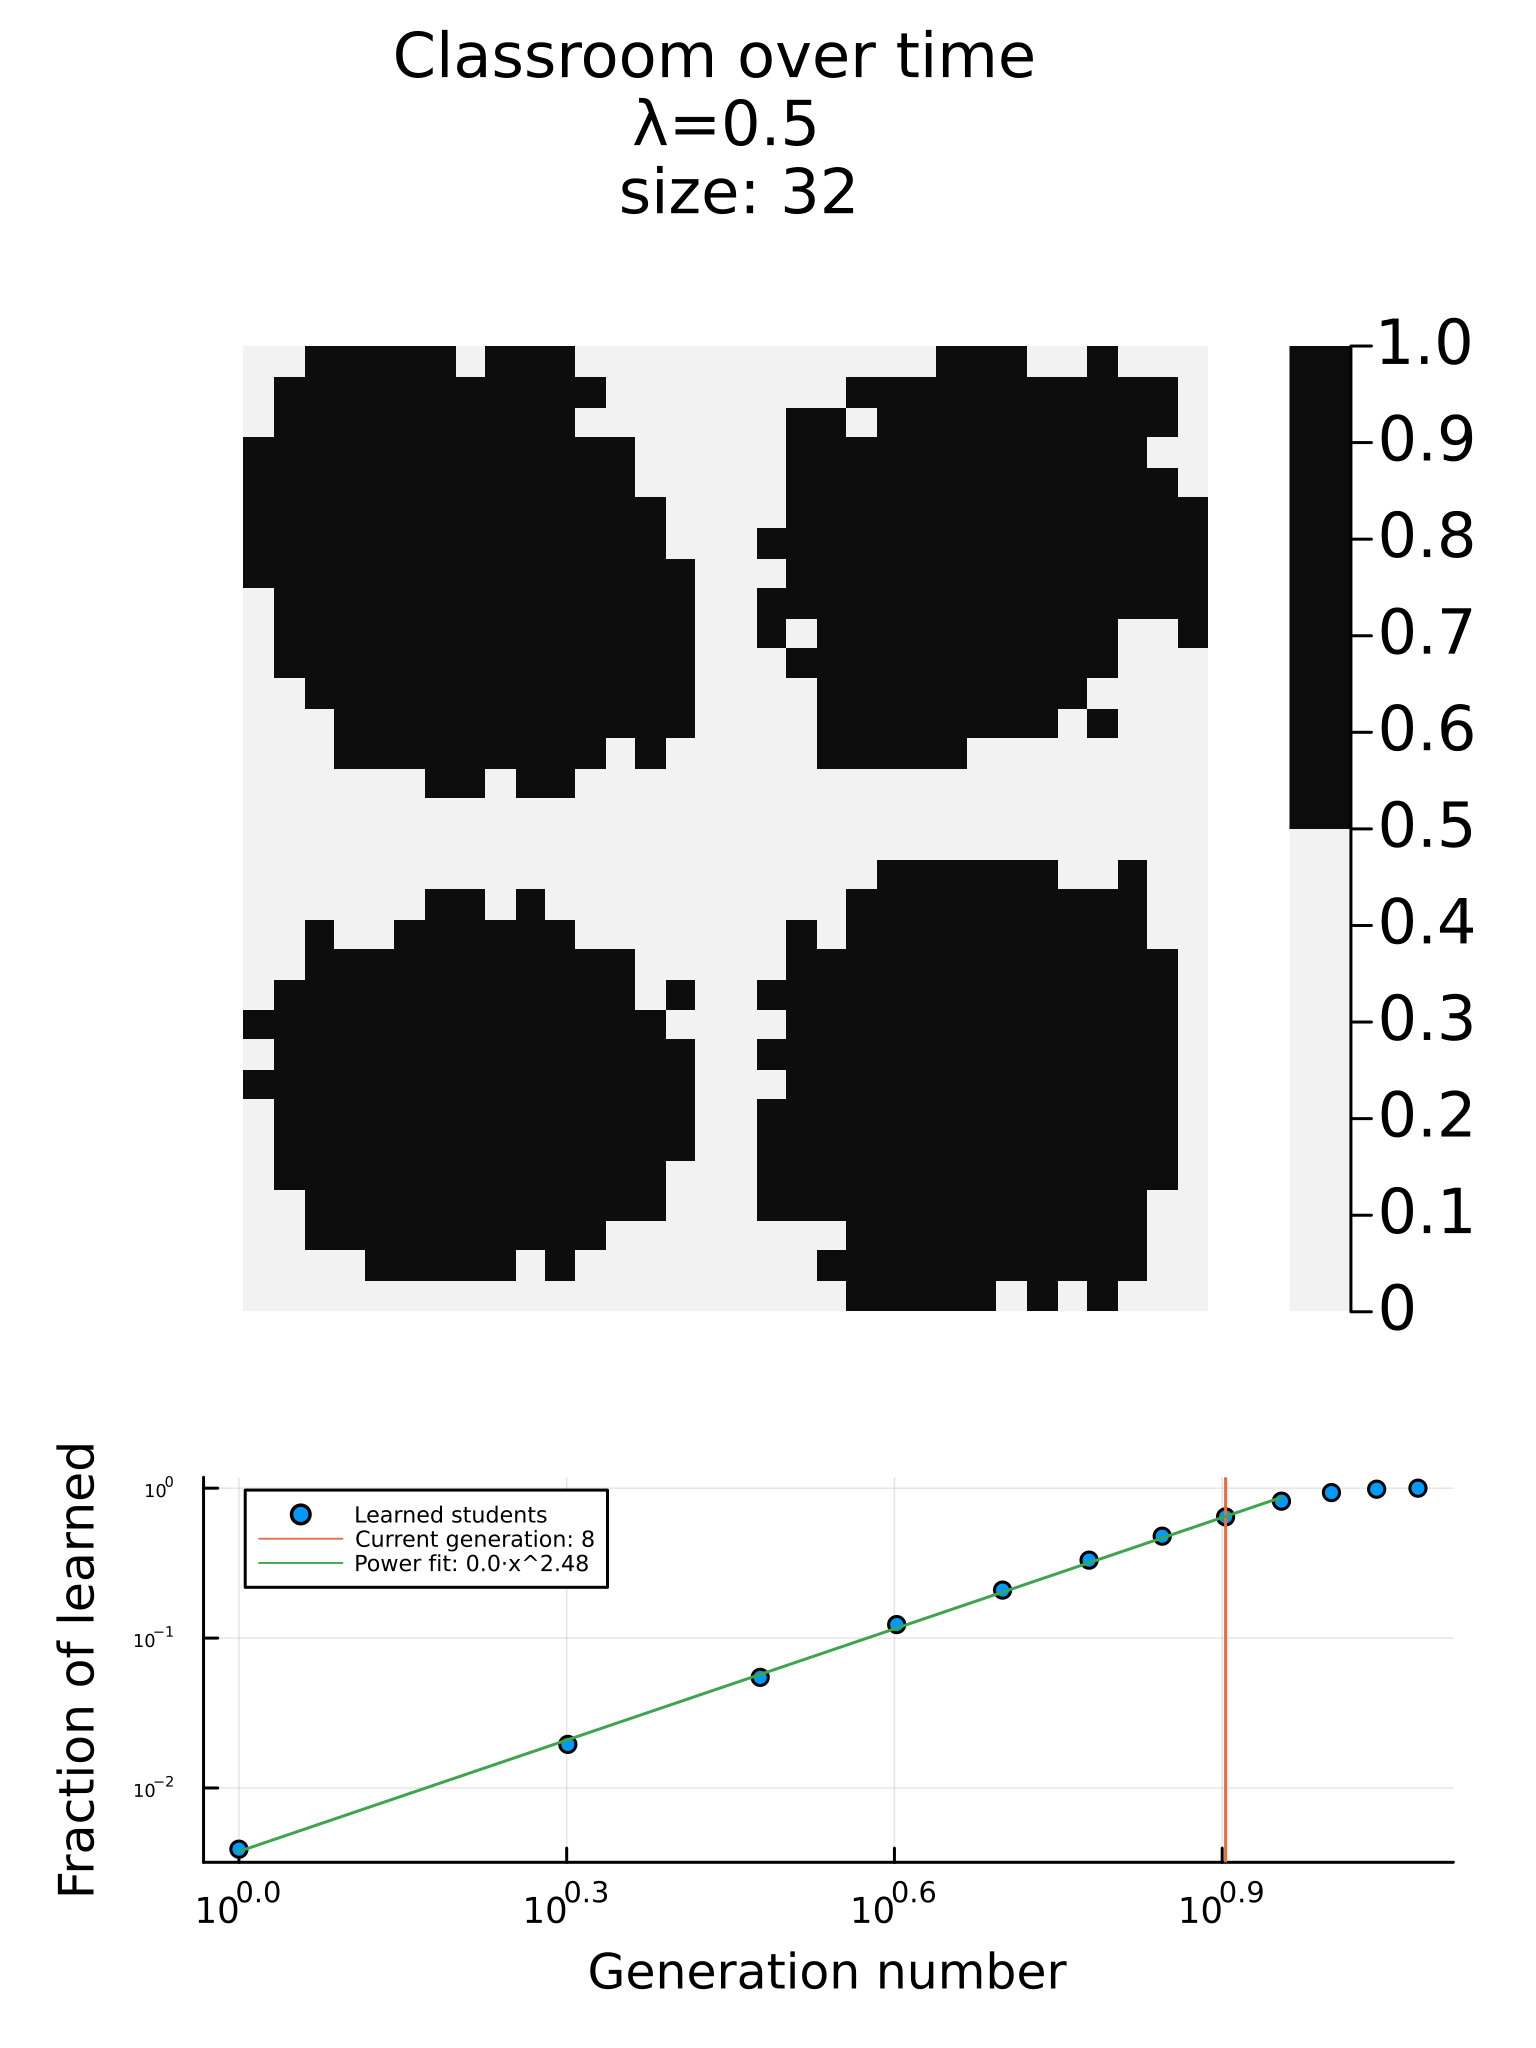 Classroom over time
λ=0.5
size: 32
1.0
0.9
0.8
0.7
0.6
0.5
0.4
0.3
0.2
0.1
0
Fraction of learned
10^0
10^-1
10^-2
Learned students
Current generation: 8
Power fit: 0.0·x^2.48
10^0.0 10^0.3 10^0.6 10^0.9
Generation number